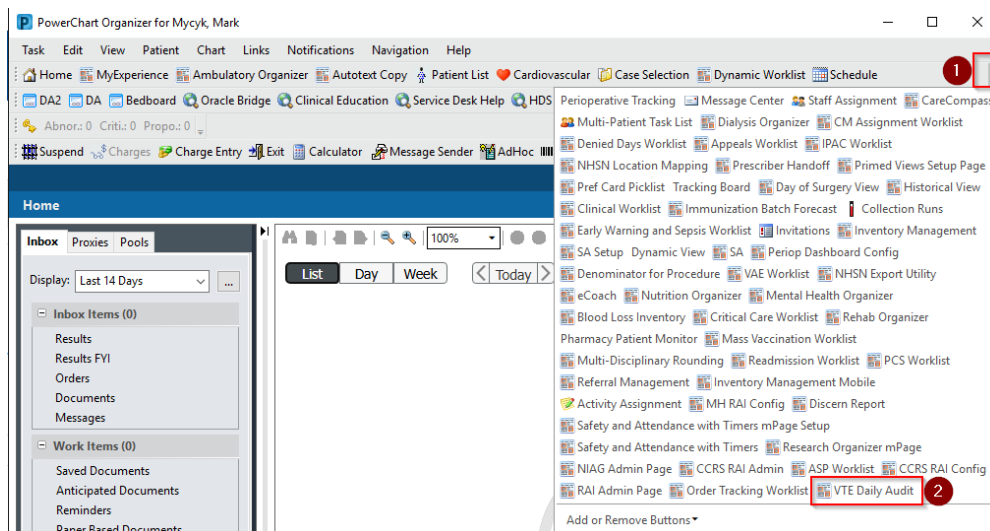 PowerChart Organizer for Mycyk, Mark
Task Edit View Patient Chart Links Notifications Navigation Help
Home MyExperience Ambulatory Organizer Autotext Copy Patient List Cardiovascular Case Selection Dynamic Worklist Schedule 1
DA2 DA Bedboard Oracle Bridge Clinical Education Service Desk Help HDS
Abnor.: 0 Criti.: 0 Propo.: 0
Suspend Charges Charge Entry Exit Calculator Message Sender AdHoc
Perioperative Tracking Message Center Staff Assignment CareCompass
Multi-Patient Task List Dialysis Organizer CM Assignment Worklist
Denied Days Worklist Appeals Worklist IPAC Worklist
NHSN Location Mapping Prescriber Handoff Primed Views Setup Page
Pref Card Picklist Tracking Board Day of Surgery View Historical View
Clinical Worklist Immunization Batch Forecast Collection Runs
Early Warning and Sepsis Worklist Invitations Inventory Management
SA Setup Dynamic View SA Periop Dashboard Config
Denominator for Procedure VAE Worklist NHSN Export Utility
eCoach Nutrition Organizer Mental Health Organizer
Blood Loss Inventory Critical Care Worklist Rehab Organizer
Pharmacy Patient Monitor Mass Vaccination Worklist
Multi-Disciplinary Rounding Readmission Worklist PCS Worklist
Referral Management Inventory Management Mobile
Activity Assignment MH RAI Config Discern Report
Safety and Attendance with Timers mPage Setup
Safety and Attendance with Timers Research Organizer mPage
NIAG Admin Page CCRS RAI Admin ASP Worklist CCRS RAI Config
RAI Admin Page Order Tracking Worklist VTE Daily Audit 2
Add or Remove Buttons
Home
Inbox Proxies Pools
Display: Last 14 Days ...
Inbox Items (0)
Results
Results FYI
Orders
Documents
Messages
Work Items (0)
Saved Documents
Anticipated Documents
Reminders
Paper Based Documents
100%
List Day Week Today